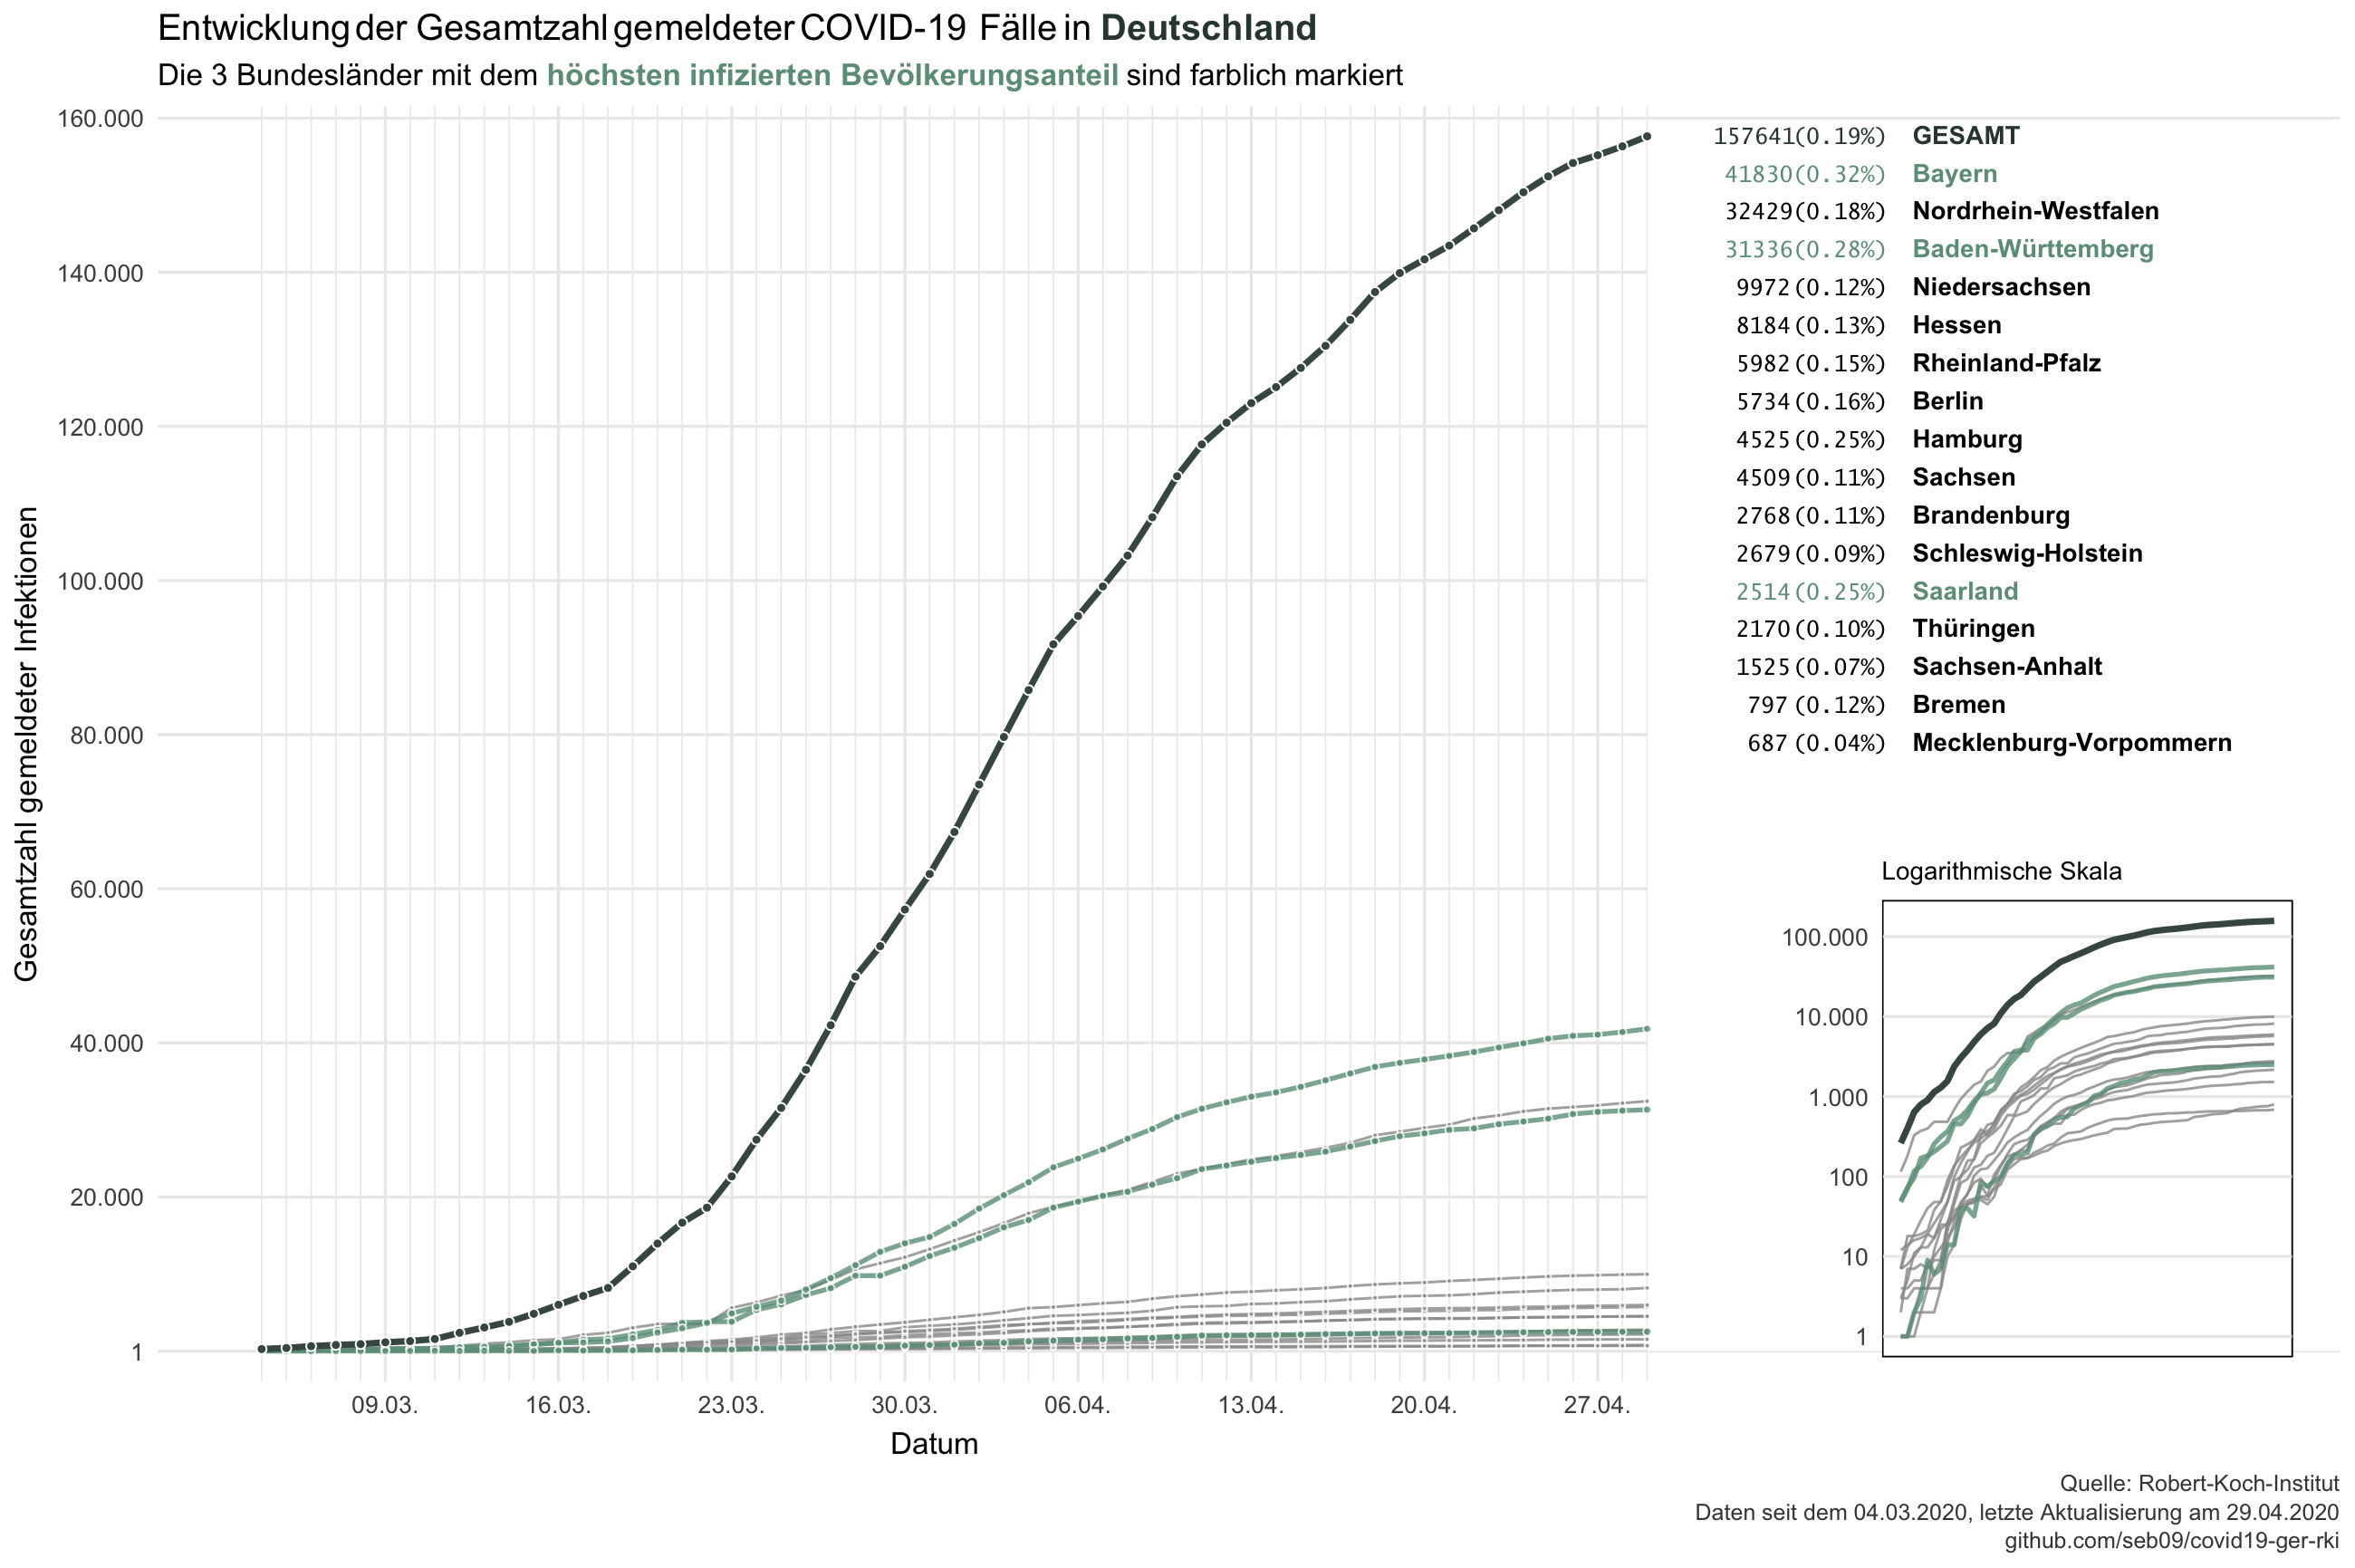 Entwicklung der Gesamtzahl gemeldeter COVID-19 Fälle in Deutschland
Die 3 Bundesländer mit dem höchsten infizierten Bevölkerungsanteil sind farblich markiert
Gesamtzahl gemeldeter Infektionen
160.000
140.000
120.000
100.000
80.000
60.000
40.000
20.000
1
09.03. 16.03. 23.03. 30.03. 06.04. 13.04. 20.04. 27.04.
Datum
157641(0.19%) GESAMT
41830(0.32%) Bayern
32429(0.18%) Nordrhein-Westfalen
31336(0.28%) Baden-Württemberg
9972 (0.12%) Niedersachsen
8184 (0.13%) Hessen
5982 (0.15%) Rheinland-Pfalz
5734 (0.16%) Berlin
4525 (0.25%) Hamburg
4509 (0.11%) Sachsen
2768 (0.11%) Brandenburg
2679 (0.09%) Schleswig-Holstein
2514 (0.25%) Saarland
2170 (0.10%) Thüringen
1525 (0.07%) Sachsen-Anhalt
797 (0.12%) Bremen
687 (0.04%) Mecklenburg-Vorpommern
Logarithmische Skala
100.000
10.000
1.000
100
10
1
Quelle: Robert-Koch-Institut
Daten seit dem 04.03.2020, letzte Aktualisierung am 29.04.2020
github.com/seb09/covid19-ger-rki